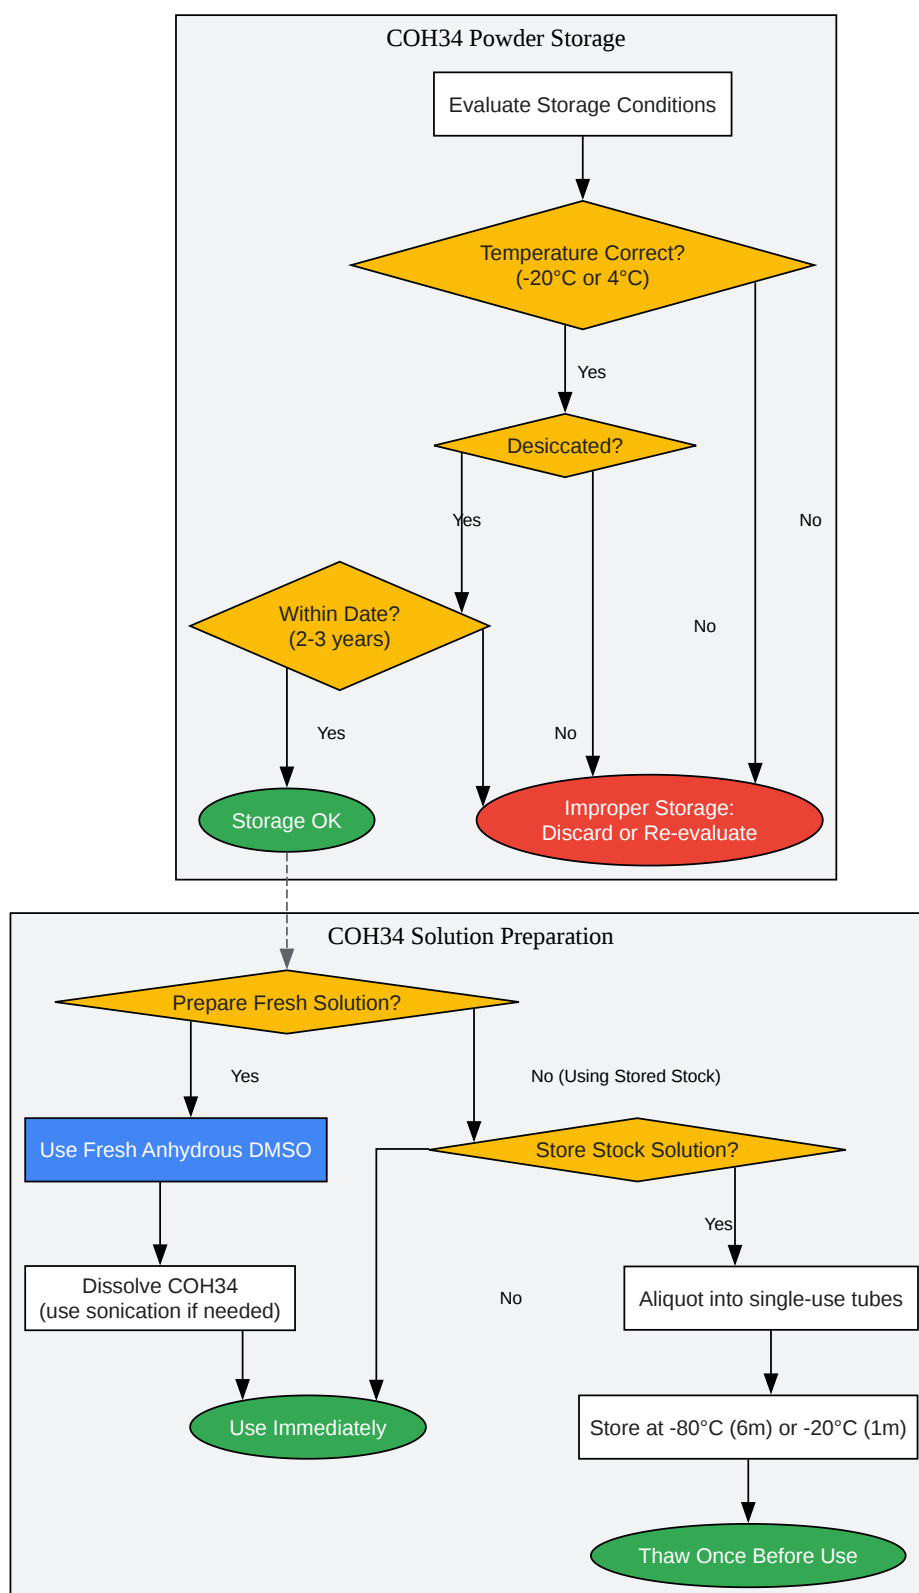 COH34 Powder Storage
Evaluate Storage Conditions
Temperature Correct?
(-20°C or 4°C)
Yes
Desiccated?
Yes
No
Within Date?
(2-3 years)
No
Yes
No
Storage OK
Improper Storage:
Discard or Re-evaluate
COH34 Solution Preparation
Prepare Fresh Solution?
Yes
No (Using Stored Stock)
Use Fresh Anhydrous DMSO
Store Stock Solution?
Yes
Dissolve COH34
(use sonication if needed)
No
Aliquot into single-use tubes
Use Immediately
Store at -80°C (6m) or -20°C (1m)
Thaw Once Before Use